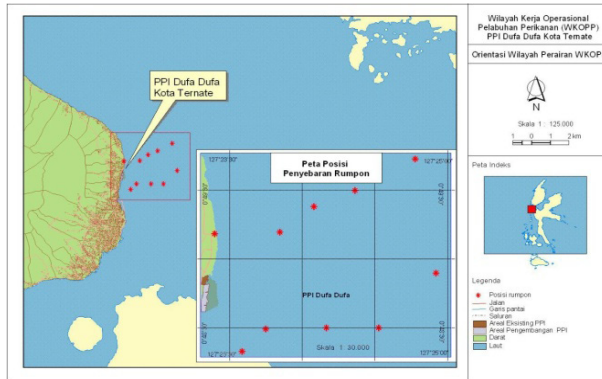 Wilayah Kerja Operasional
Pelabuhan Perikanan (WKOPP)
PPI Dufa Dufa Kota Ternate
Orientasi Wilayah Perairan WKOP
N
Skala 1 : 125.000
1 0 1 2 km
Peta Indeks
Legende
Posisi rumpon
Jalan
Garis pantai
Saluran
Areal Eksisting PPI
Areal Pengembangan PPI
Darat
Laut
PPI Dufa Dufa
Kota Ternate
Peta Posisi
Penyebaran Rumpon
PPI Dufa Dufa
Skala 1: 20.000